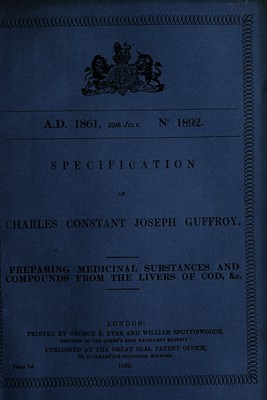 A.D. 1861, 29th JULY. Nº 1892.
SPECIFICATION
OF
CHARLES CONSTANT JOSEPH GUFFROY.
PREPARING MEDICINAL SUBSTANCES AND
COMPOUNDS FROM THE LIVERS OF COD, &c.
LONDON:
PRINTED BY GEORGE E. EYRE AND WILLIAM SPOTTISWOODE,
PRINTERS TO THE QUEEN'S MOST EXCELLENT MAJESTY:
PUBLISHED AT THE GREAT SEAL PATENT OFFICE,
25, SOUTHAMPTON BUILDINGS, HOLBORN.
Price
1862.